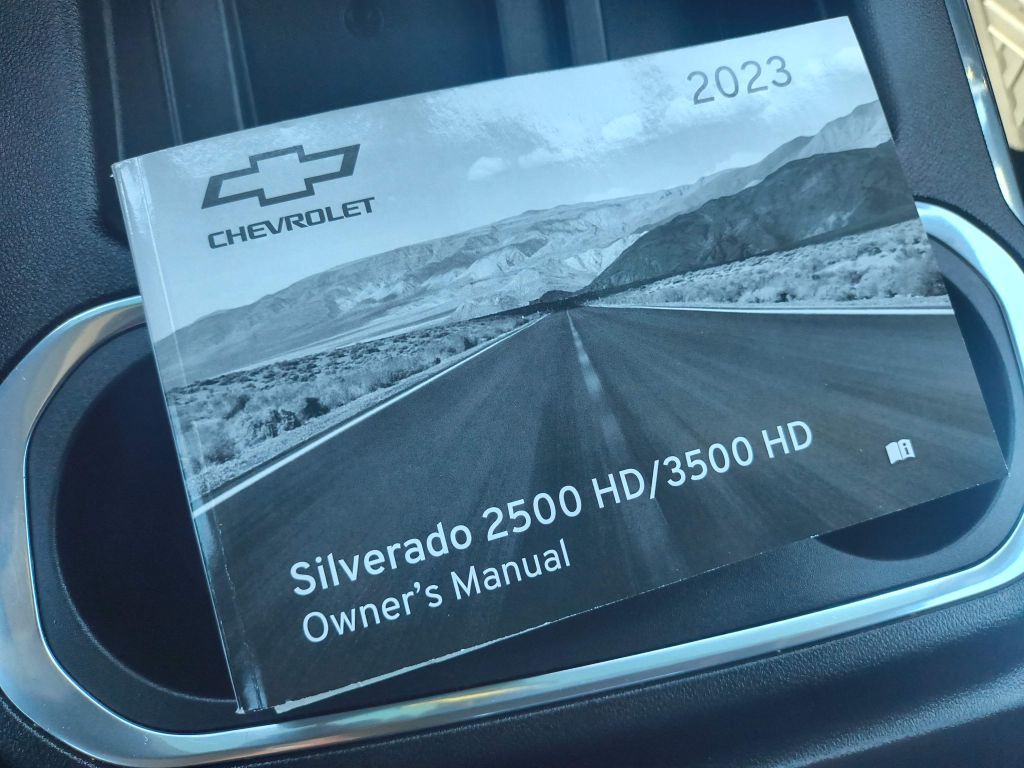 2023
CHEVROLET
Silverado 2500 HD/3500 HD
Owner's Manual